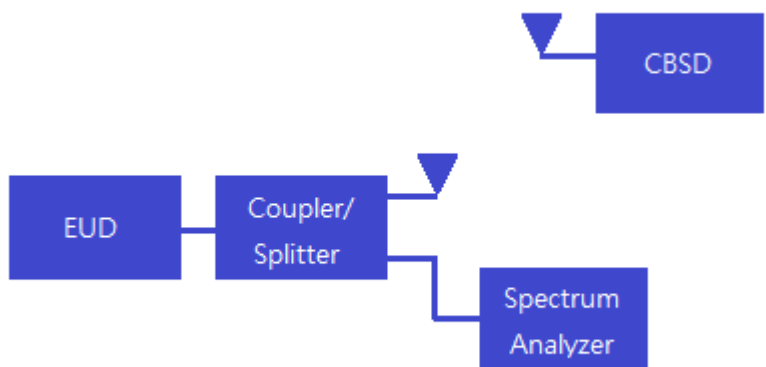 CBSD
EUD
Coupler/
Splitter
Spectrum
Analyzer